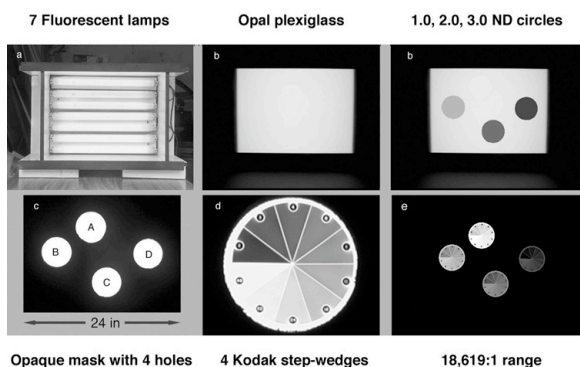 7 Fluorescent lamps
Opal plexiglass
1.0, 2.0, 3.0 ND circles
a
b
b
c
d
e
A
B
C
D
24 in
Opaque mask with 4 holes
4 Kodak step-wedges
18,619:1 range